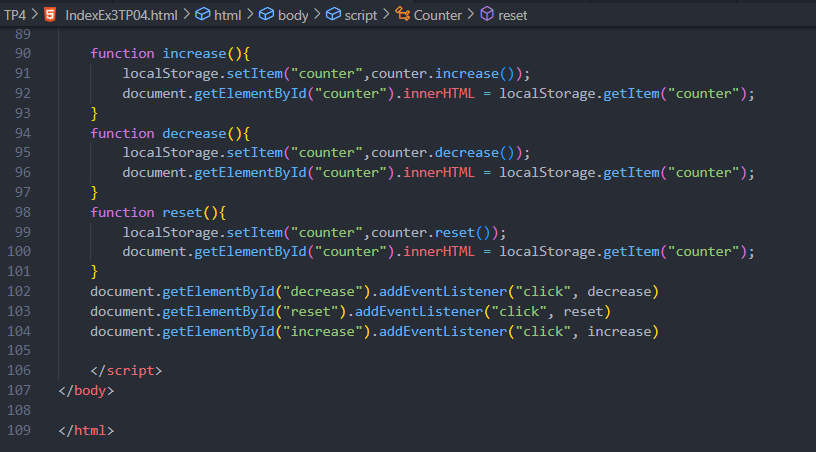 TP4 > IndexEx3TP04.html > html > body > script > Counter > reset
89
90 function increase(){
91 localStorage.setItem("counter",counter.increase());
92 document.getElementById("counter").innerHTML = localStorage.getItem("counter");
93 }
94 function decrease(){
95 localStorage.setItem("counter",counter.decrease());
96 document.getElementById("counter").innerHTML = localStorage.getItem("counter");
97 }
98 function reset(){
99 localStorage.setItem("counter",counter.reset());
100 document.getElementById("counter").innerHTML = localStorage.getItem("counter");
101 }
102 document.getElementById("decrease").addEventListener("click", decrease)
103 document.getElementById("reset").addEventListener("click", reset)
104 document.getElementById("increase").addEventListener("click", increase)
105
106 </script>
107 </body>
108
109 </html>